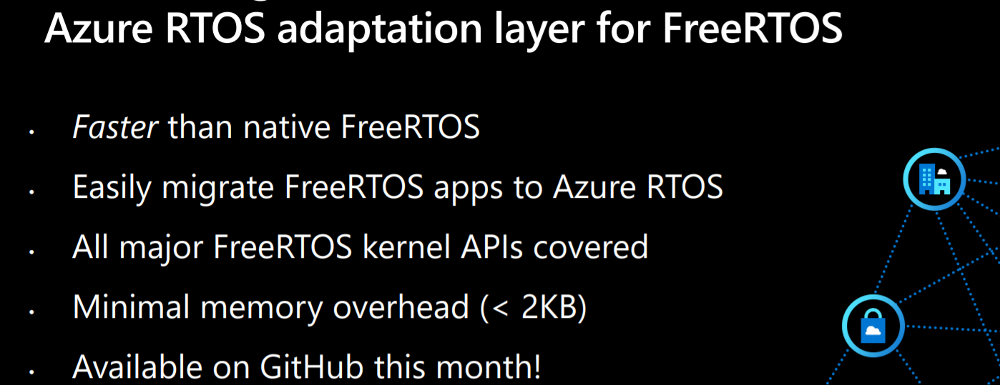 Azure RTOS adaptation layer for FreeRTOS
· Faster than native FreeRTOS
· Easily migrate FreeRTOS apps to Azure RTOS
· All major FreeRTOS kernel APIs covered
· Minimal memory overhead (< 2KB)
· Available on GitHub this month!